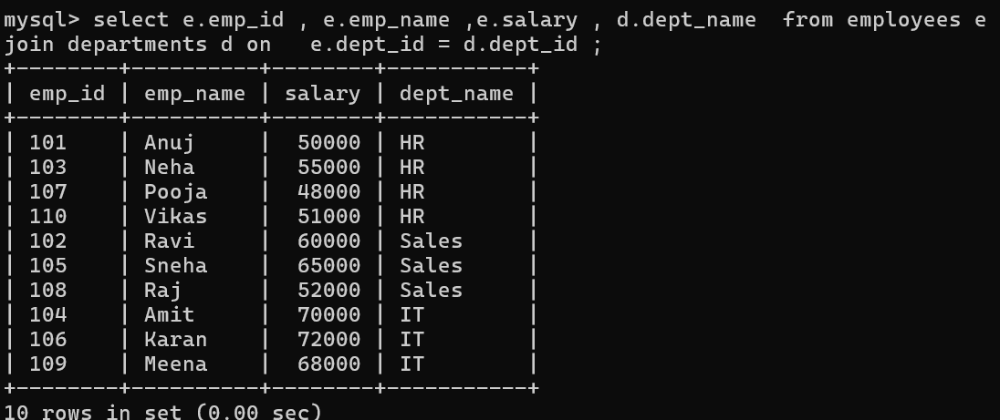 mysql> select e.emp_id , e.emp_name ,e.salary , d.dept_name  from employees e
join departments d on   e.dept_id = d.dept_id ;
+--------+----------+--------+-----------+
| emp_id | emp_name | salary | dept_name |
+--------+----------+--------+-----------+
| 101    | Anuj     |  50000 | HR        |
| 103    | Neha     |  55000 | HR        |
| 107    | Pooja    |  48000 | HR        |
| 110    | Vikas    |  51000 | HR        |
| 102    | Ravi     |  60000 | Sales     |
| 105    | Sneha    |  65000 | Sales     |
| 108    | Raj      |  52000 | Sales     |
| 104    | Amit     |  70000 | IT        |
| 106    | Karan    |  72000 | IT        |
| 109    | Meena    |  68000 | IT        |
+--------+----------+--------+-----------+
10 rows in set (0.00 sec)